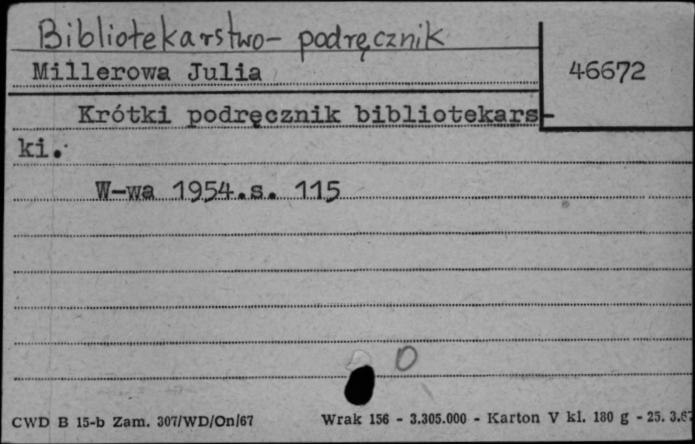 Bibliotekarstwo- podręcznik
Millerowa Julia
46672
Krótki podręcznik bibliotekars-
ki.
W-wa 1954.s. 115
O
CWD B 15-b Zam. 307/WD/On/67
Wrak 156 - 3.305.000 - Karton V kl. 180 g - 25. 3.67